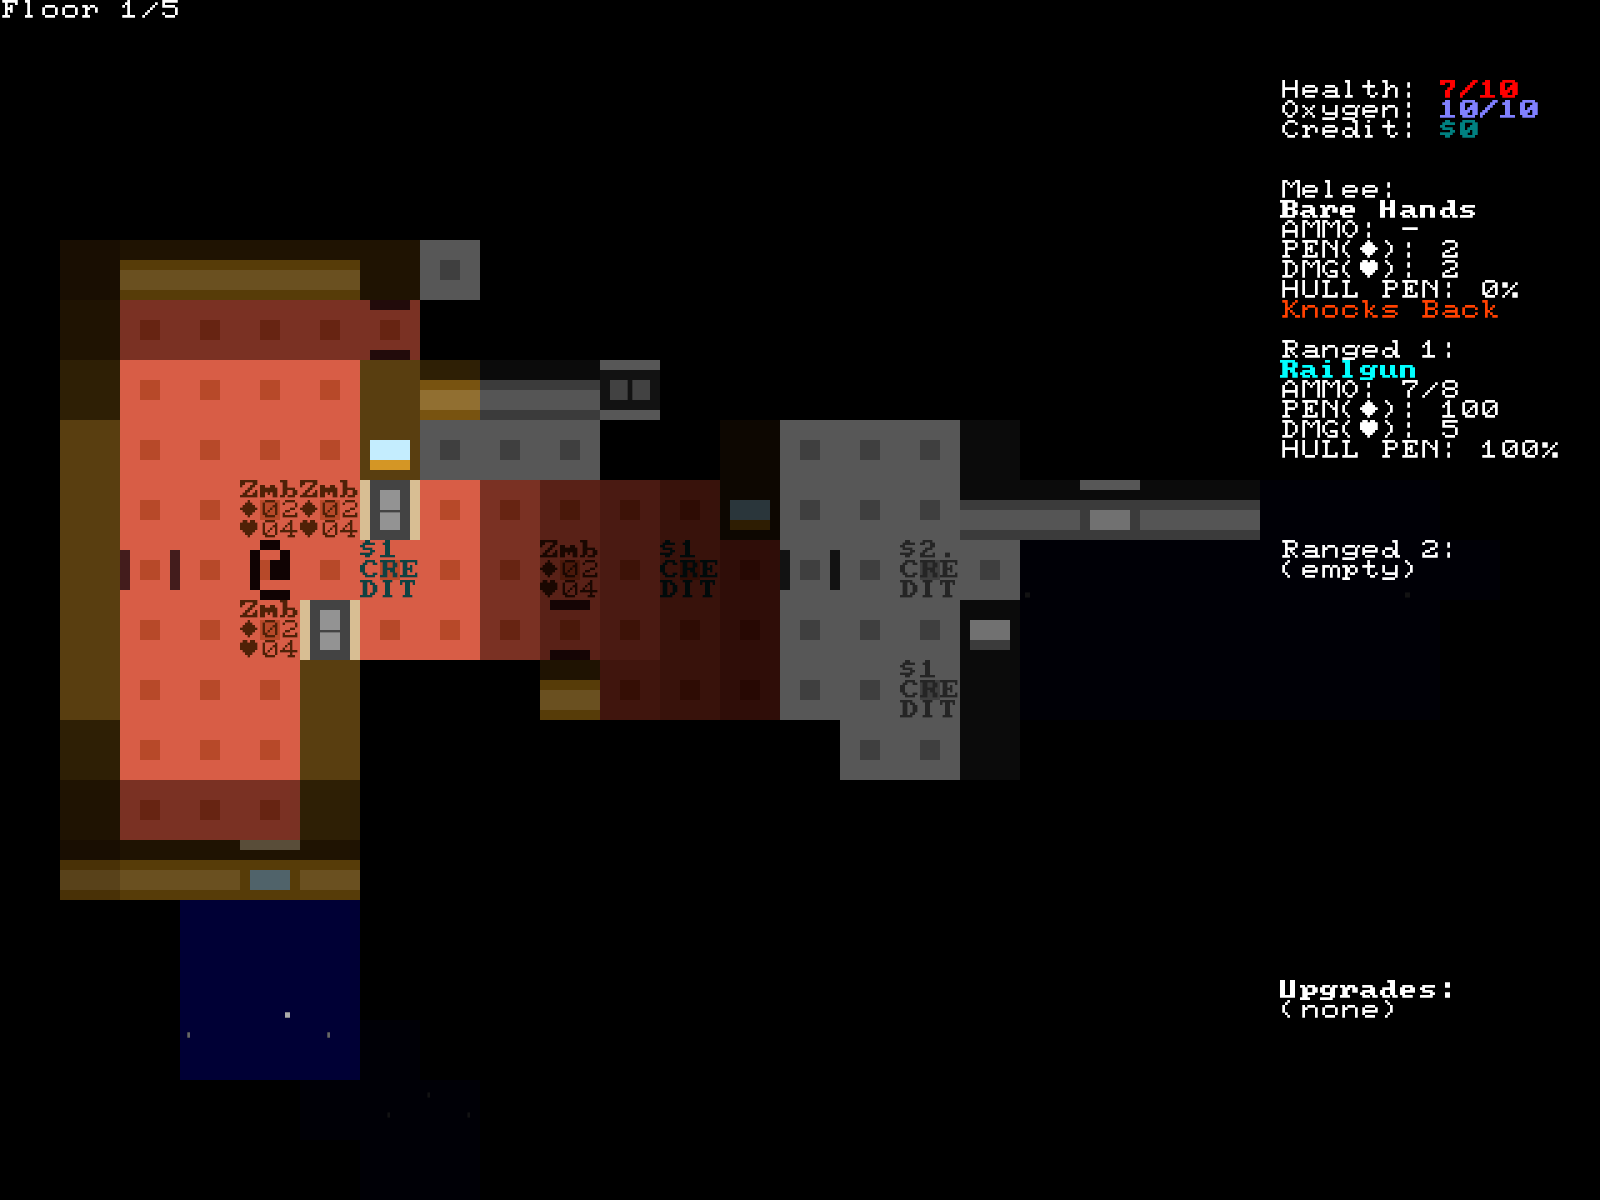 Floor 1/5
Health: 7/10
Oxygen: 10/10
Credit: $0
Melee:
Bare Hands
AMMO: -
PEN(♦): 2
DMG(♥): 2
HULL PEN: 0%
Knocks Back
Ranged 1:
Railgun
AMMO: 7/8
PEN(♦): 100
DMG(♥): 5
HULL PEN: 100%
ZmbZmb
♦02♦02
♥04♥04
$1
CRE
DIT
Zmb
♦02
♥04
$1
CRE
DIT
$2.
CRE
DIT
Ranged 2:
(empty)
Zmb
♦02
♥04
$1
CRE
DIT
Upgrades:
(none)